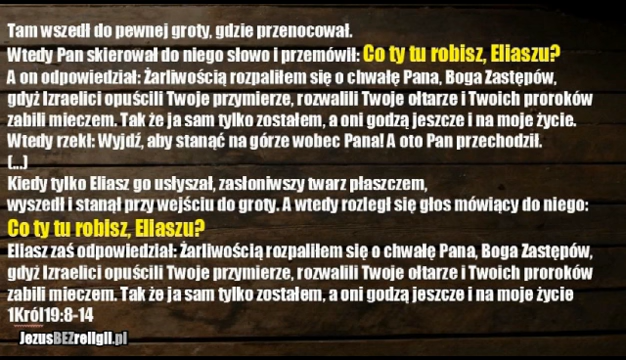 Tam wszedł do pewnej groty, gdzie przenocował.
Wtedy Pan skierował do niego słowo i przemówił: Co ty tu robisz, Eliaszu?
A on odpowiedział: Żarliwością rozpaliłem się o chwałę Pana, Boga Zastępów,
gdyż Izraelici opuścili Twoje przymierze, rozwalili Twoje ołtarze i Twoich proroków
zabili mieczem. Tak że ja sam tylko zostałem, a oni godzą jeszcze i na moje życie.
Wtedy rzekł: Wyjdź, aby stanąć na górze wobec Pana! A oto Pan przechodził.
(...)
Kiedy tylko Eliasz go usłyszał, zasłoniwszy twarz płaszczem,
wyszedł i stanął przy wejściu do groty. A wtedy rozległ się głos mówiący do niego:
Co ty tu robisz, Eliaszu?
Eliasz zaś odpowiedział: Żarliwością rozpaliłem się o chwałę Pana, Boga Zastępów,
gdyż Izraelici opuścili Twoje przymierze, rozwalili Twoje ołtarze i Twoich proroków
zabili mieczem. Tak że ja sam tylko zostałem, a oni godzą jeszcze i na moje życie
1Król19:8-14
JezusBEZreligii.pl